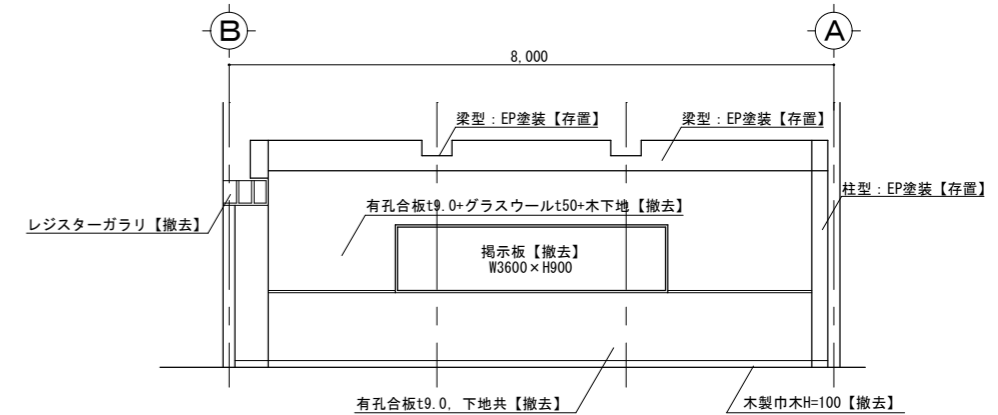 B
A
8,000
梁型：EP塗装【存置】
梁型：EP塗装【存置】
柱型：EP塗装【存置】
有孔合板t9.0+グラスウールt50+木下地【撤去】
レジスターガラリ【撤去】
掲示板【撤去】
W3600×H900
有孔合板t9.0, 下地共【撤去】
木製巾木H=100【撤去】